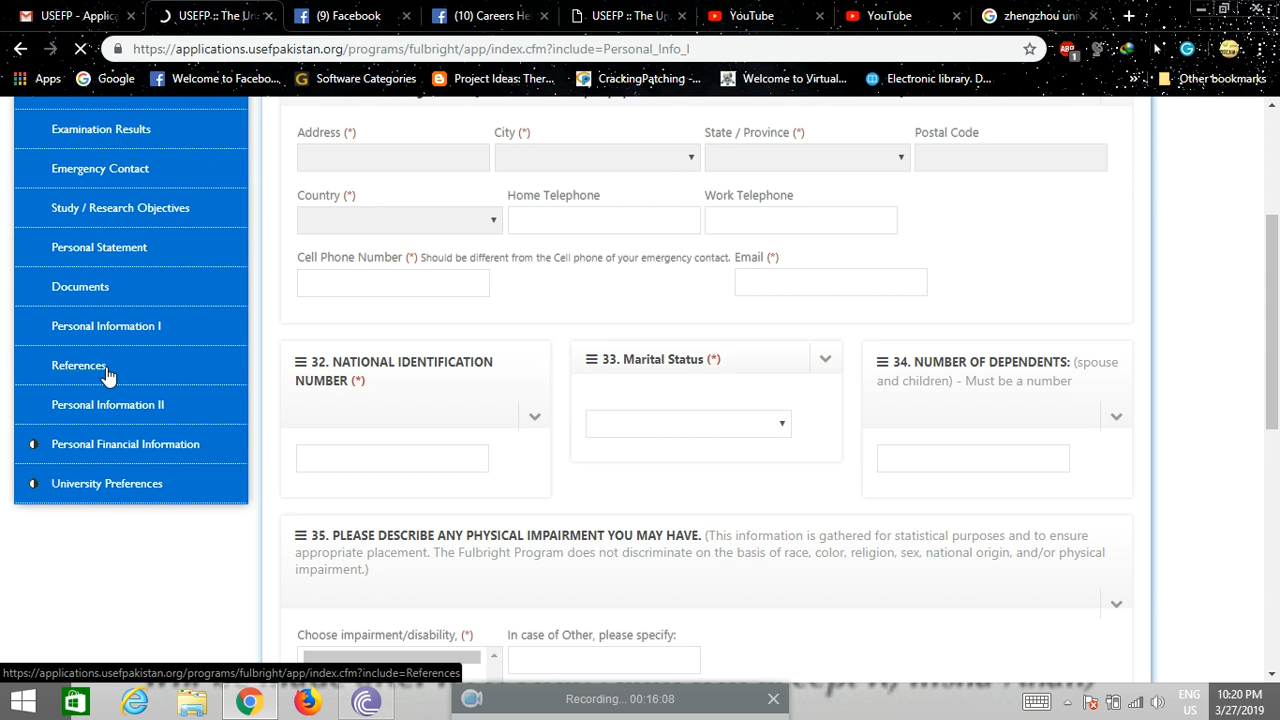 USEFP - Application
USEFP :: The Un
(9) Facebook
(10) Careers He
USEFP :: The Un
YouTube
YouTube
zhengzhou uni
https://applications.usefpakistan.org/programs/fulbright/app/index.cfm?include=Personal_Info_I
Apps
Google
Welcome to Facebo...
Software Categories
Project Ideas: Ther...
CrackingPatching -...
Welcome to Virtual...
Electronic library. D...
Other bookmarks
Examination Results
Emergency Contact
Study / Research Objectives
Personal Statement
Documents
Personal Information I
References
Personal Information II
Personal Financial Information
University Preferences
Address (*)
City (*)
State / Province (*)
Postal Code
Country (*)
Home Telephone
Work Telephone
Cell Phone Number (*) Should be different from the Cell phone of your emergency contact.
Email (*)
32. NATIONAL IDENTIFICATION
NUMBER (*)
33. Marital Status (*)
34. NUMBER OF DEPENDENTS: (spouse
and children) - Must be a number
35. PLEASE DESCRIBE ANY PHYSICAL IMPAIRMENT YOU MAY HAVE. (This information is gathered for statistical purposes and to ensure
appropriate placement. The Fulbright Program does not discriminate on the basis of race, color, religion, sex, national origin, and/or physical
impairment.)
Choose impairment/disability, (*)
In case of Other, please specify:
https://applications.usefpakistan.org/programs/fulbright/app/index.cfm?include=References
Recording... 00:16:08
ENG
US
10:20 PM
3/27/2019